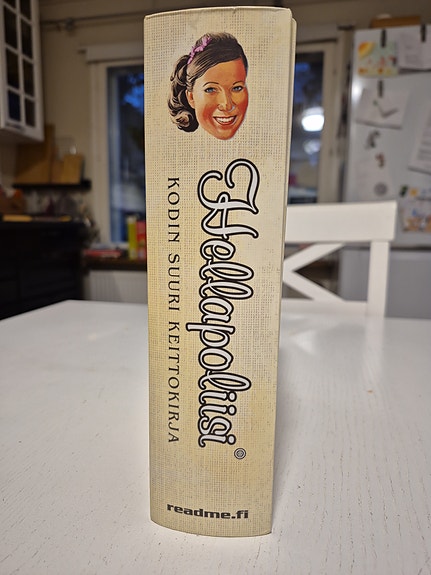 Hellapoliisi®
KODIN SUURI KEITTOKIRJA
readme.fi